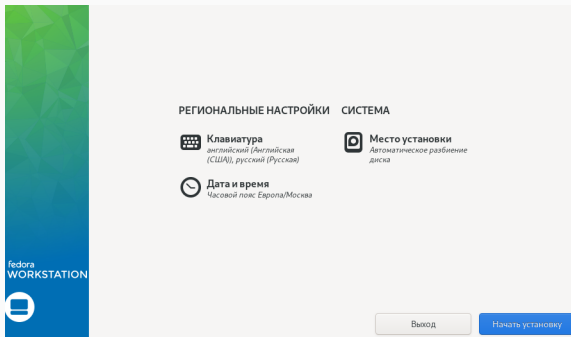 РЕГИОНАЛЬНЫЕ НАСТРОЙКИ
Клавиатура
английский (Английская
(США)), русский (Русская)
Дата и время
Часовой пояс Европа/Москва
СИСТЕМА
Место установки
Автоматическое разбиение
диска
fedora
WORKSTATION
Выход
Начать установку